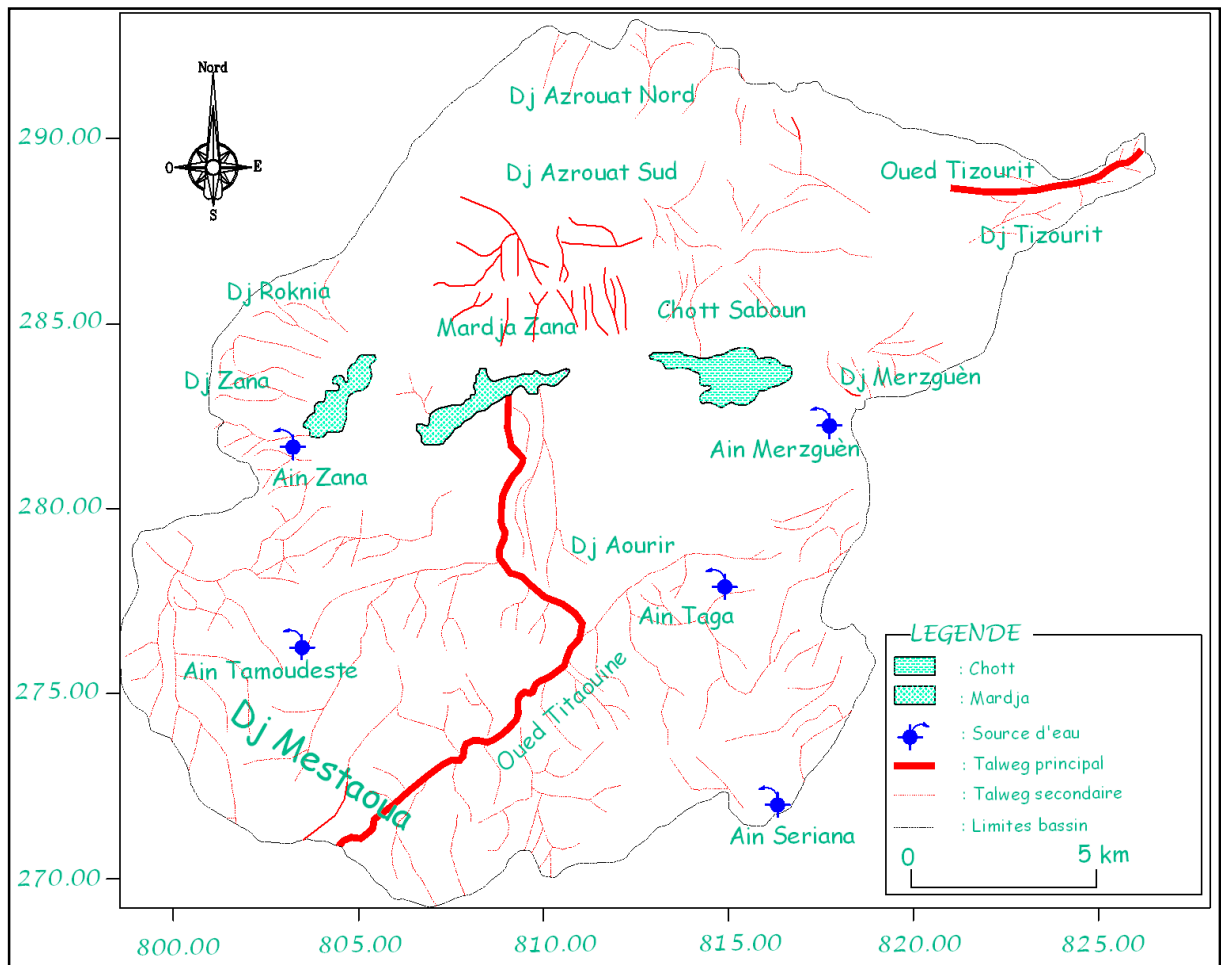 Nord
O
E
S
Dj Azrouat Nord
290.00
Dj Azrouat Sud
Oued Tizourit
Dj Tizourit
Dj Roknia
Chott Saboun
285.00
Mardja Zana
Dj Zana
Dj Merzguèn
Ain Merzguèn
Ain Zana
280.00
Dj Aourir
Ain Taga
Ain Tamoudeste
275.00
Oued Titaouine
Dj Mestaoua
Ain Seriana
270.00
LEGENDE
: Chott
: Mardja
: Source d'eau
: Talweg principal
: Talweg secondaire
: Limites bassin
0 5 km
800.00 805.00 810.00 815.00 820.00 825.00